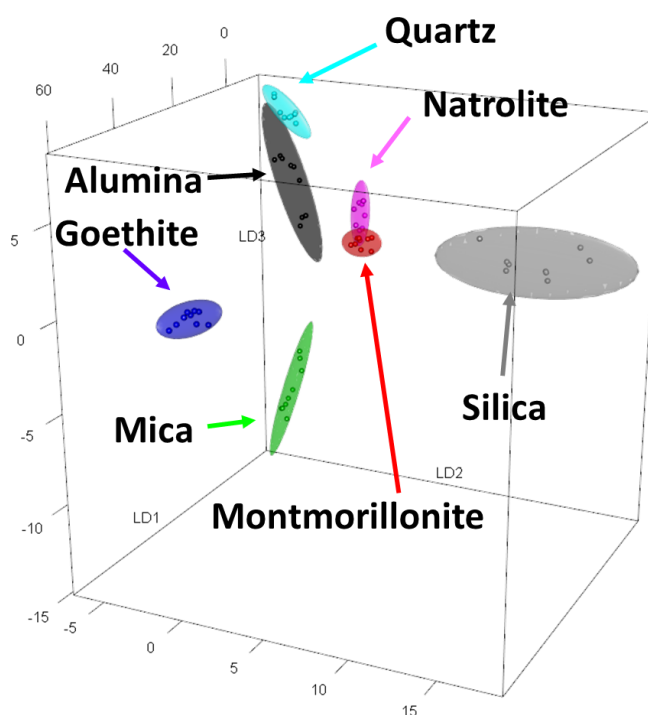 Quartz
0
20
40
60
Natrolite
Alumina
5
Goethite
LD3
0
Silica
-5
Mica
LD2
Montmorillonite
-10
LD1
-15
-5
0
5
10
15